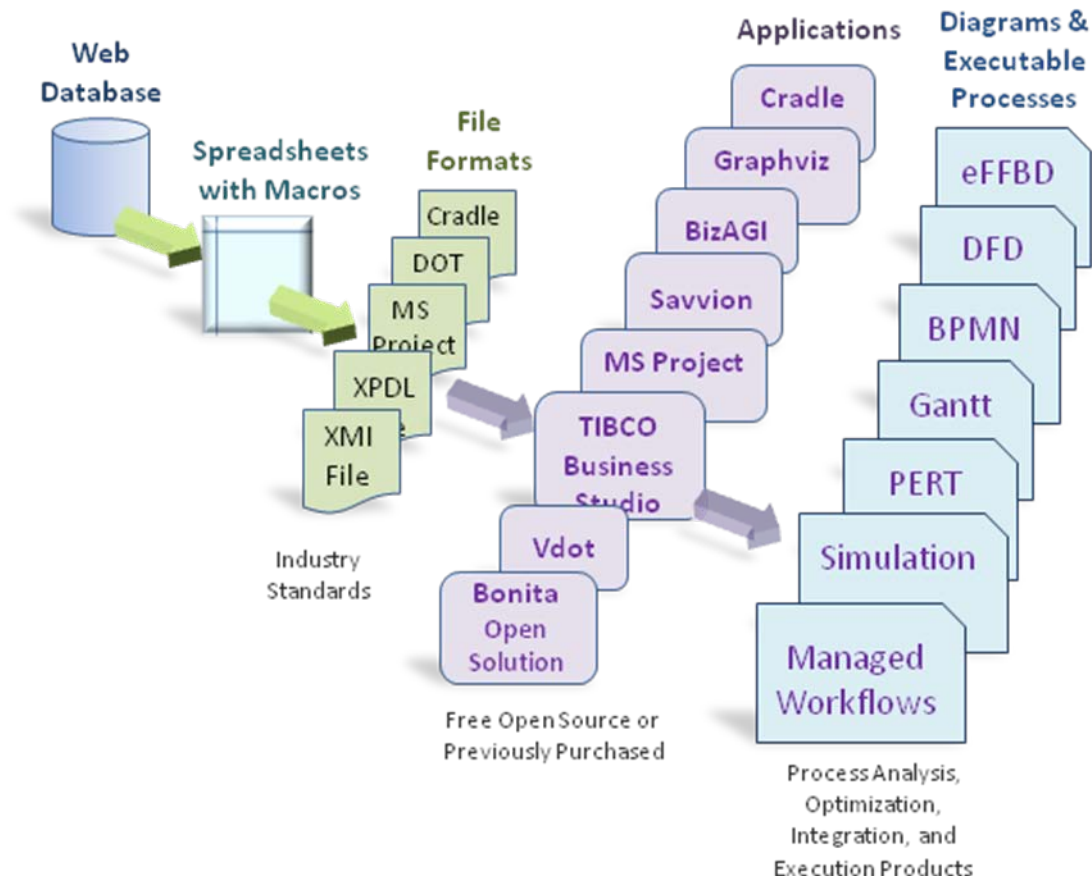 Web
Database
Spreadsheets
with Macros
File
Formats
Cradle
DOT
MS
Project
XPDL
XMI
File
Industry
Standards
Applications
Cradle
Graphviz
BizAGI
Savvion
MS Project
TIBCO
Business
Studio
Vdot
Bonita
Open
Solution
Free Open Source or
Previously Purchased
Diagrams &
Executable
Processes
eFFBD
DFD
BPMN
Gantt
PERT
Simulation
Managed
Workflows
Process Analysis,
Optimization,
Integration, and
Execution Products